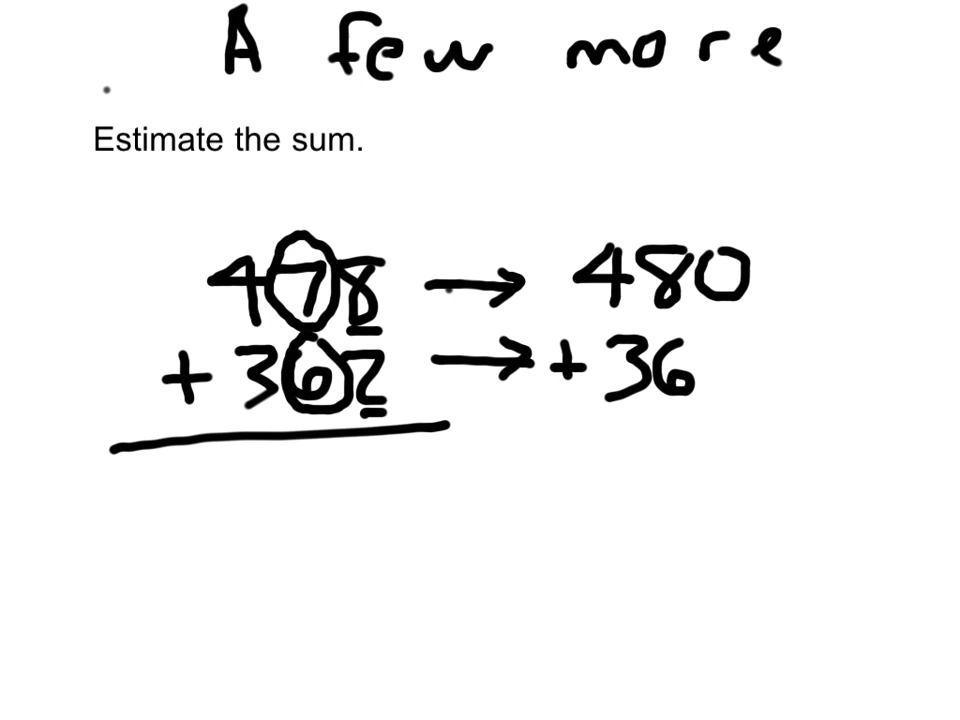 A few more
Estimate the sum.
478 → 480
+ 362 → + 36